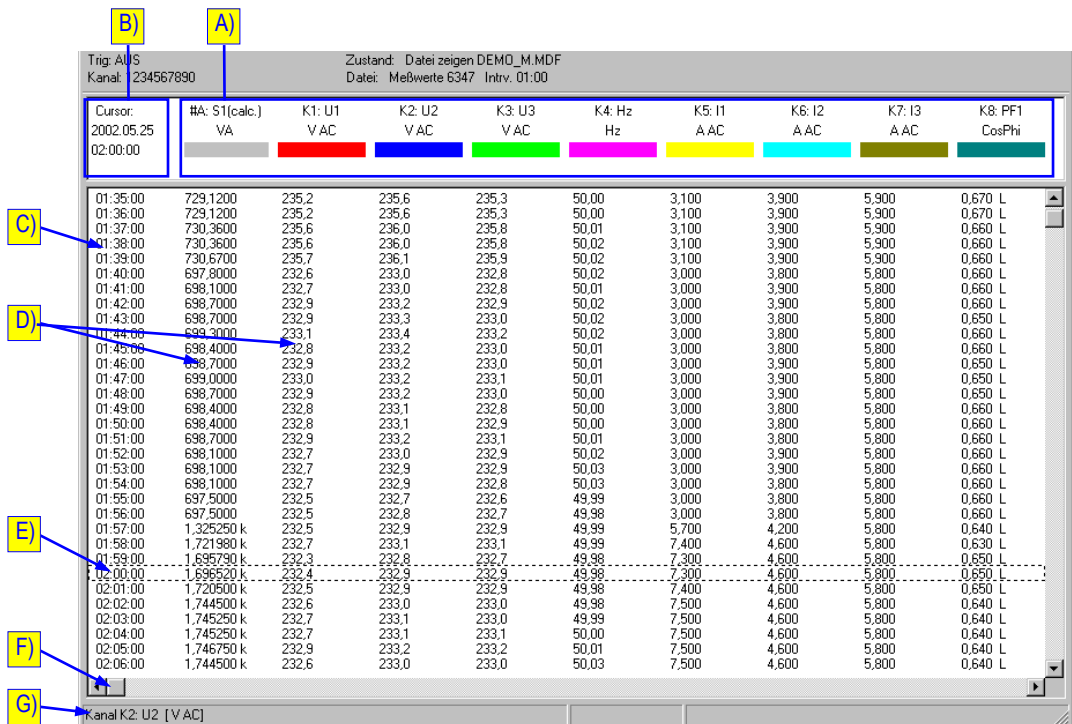 B) A)
Trig: AUS Zustand: Datei zeigen DEMO_M.MDF
Kanal: 1234567890 Datei: Meßwerte 6347 Intrv. 01:00
Cursor: #A: S1(calc.) K1: U1 K2: U2 K3: U3 K4: Hz K5: I1 K6: I2 K7: I3 K8: PF1
2002.05.25 VA V AC V AC V AC Hz A AC A AC A AC CosPhi
02:00:00
01:35:00 729,1200 235,2 235,6 235,3 50,00 3,100 3,900 5,900 0,670 L
01:36:00 729,1200 235,2 235,6 235,3 50,00 3,100 3,900 5,900 0,670 L
C) 01:37:00 730,3600 235,6 236,0 235,8 50,01 3,100 3,900 5,900 0,660 L
01:38:00 730,3600 235,6 236,0 235,8 50,02 3,100 3,900 5,900 0,660 L
01:39:00 730,6700 235,7 236,1 235,9 50,02 3,100 3,900 5,900 0,660 L
01:40:00 697,8000 232,6 233,0 232,8 50,02 3,000 3,800 5,800 0,660 L
01:41:00 698,1000 232,7 233,0 232,8 50,01 3,000 3,900 5,800 0,660 L
01:42:00 698,7000 232,9 233,2 232,9 50,02 3,000 3,900 5,800 0,660 L
D) 01:43:00 698,7000 232,9 233,3 233,0 50,02 3,000 3,800 5,800 0,650 L
01:44:00 699,3000 233,1 233,4 233,2 50,02 3,000 3,800 5,800 0,660 L
01:45:00 698,4000 232,8 233,2 233,0 50,01 3,000 3,800 5,800 0,660 L
01:46:00 698,7000 232,9 233,2 233,0 50,01 3,000 3,900 5,800 0,650 L
01:47:00 699,0000 233,0 233,2 233,1 50,01 3,000 3,900 5,800 0,650 L
01:48:00 698,7000 232,9 233,2 233,0 50,00 3,000 3,900 5,800 0,650 L
01:49:00 698,4000 232,8 233,1 232,8 50,00 3,000 3,800 5,800 0,660 L
01:50:00 698,4000 232,8 233,1 232,9 50,00 3,000 3,800 5,800 0,660 L
01:51:00 698,7000 232,9 233,2 233,1 50,01 3,000 3,800 5,800 0,660 L
01:52:00 698,1000 232,7 233,0 232,9 50,02 3,000 3,900 5,800 0,660 L
01:53:00 698,1000 232,7 232,9 232,9 50,03 3,000 3,900 5,800 0,660 L
01:54:00 698,1000 232,7 232,9 232,8 50,03 3,000 3,800 5,800 0,660 L
01:55:00 697,5000 232,5 232,7 232,6 49,99 3,000 3,800 5,800 0,660 L
01:56:00 697,5000 232,5 232,8 232,7 49,98 3,000 3,800 5,800 0,660 L
E) 01:57:00 1,325250 k 232,5 232,9 232,9 49,99 5,700 4,200 5,800 0,640 L
01:58:00 1,721980 k 232,7 233,1 233,1 49,99 7,400 4,600 5,800 0,630 L
01:59:00 1,695790 k 232,3 232,8 232,7 49,98 7,300 4,600 5,800 0,650 L
02:00:00 1,696520 k 232,4 232,9 232,9 49,98 7,300 4,600 5,800 0,650 L
02:01:00 1,720500 k 232,5 232,9 232,9 49,98 7,400 4,600 5,800 0,650 L
02:02:00 1,744500 k 232,6 233,0 233,0 49,98 7,500 4,600 5,800 0,640 L
02:03:00 1,745250 k 232,7 233,1 233,0 49,99 7,500 4,600 5,800 0,640 L
02:04:00 1,745250 k 232,7 233,1 233,1 50,00 7,500 4,600 5,800 0,640 L
F) 02:05:00 1,746750 k 232,9 233,2 233,2 50,01 7,500 4,600 5,800 0,640 L
02:06:00 1,744500 k 232,6 233,0 233,0 50,03 7,500 4,600 5,800 0,640 L
G) Kanal K2: U2 [ V AC]